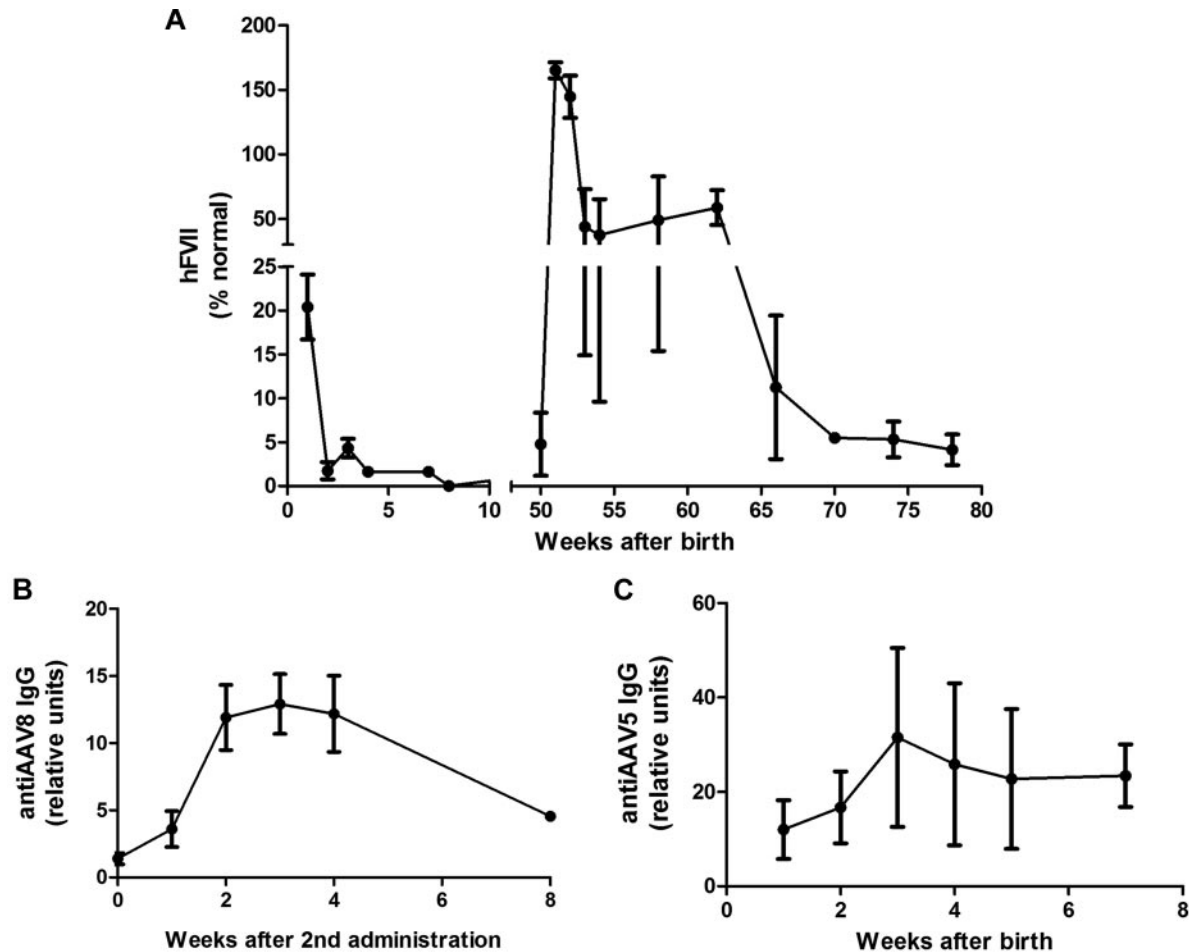 A
200
150
100
50
25
20
15
10
5
0
hFVII
(% normal)
0 5 10 50 55 60 65 70 75 80
Weeks after birth
B
20
15
10
5
0
antiAAV8 IgG
(relative units)
0 2 4 6 8
Weeks after 2nd administration
C
60
40
20
0
antiAAV5 IgG
(relative units)
0 2 4 6 8
Weeks after birth